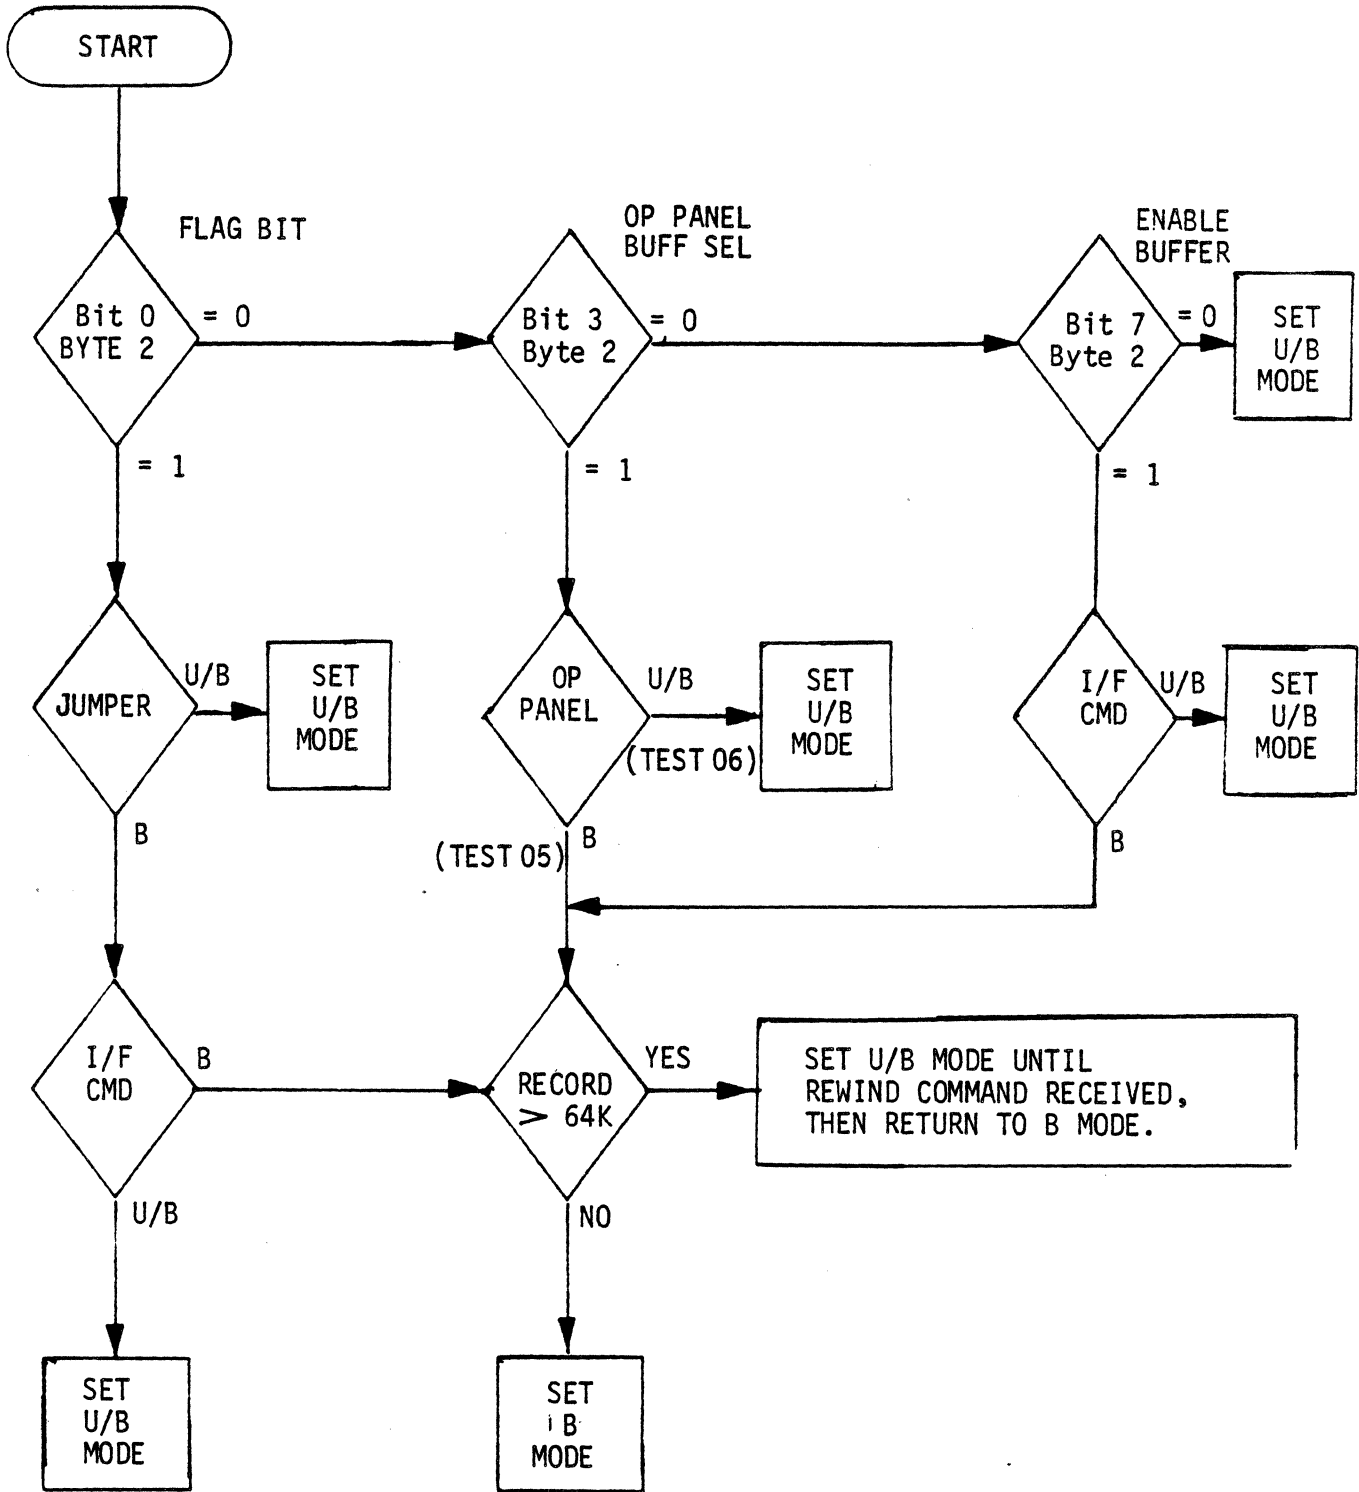 START
FLAG BIT
OP PANEL
BUFF SEL
ENABLE
BUFFER
Bit 0
BYTE 2
= 0
Bit 3
Byte 2
= 0
Bit 7
Byte 2
= 0
SET
U/B
MODE
= 1
= 1
= 1
JUMPER
U/B
SET
U/B
MODE
OP
PANEL
U/B
(TEST 06)
SET
U/B
MODE
I/F
CMD
U/B
SET
U/B
MODE
B
(TEST 05)
B
B
I/F
CMD
B
RECORD
> 64K
YES
SET U/B MODE UNTIL
REWIND COMMAND RECEIVED,
THEN RETURN TO B MODE.
U/B
NO
SET
U/B
MODE
SET
B
MODE